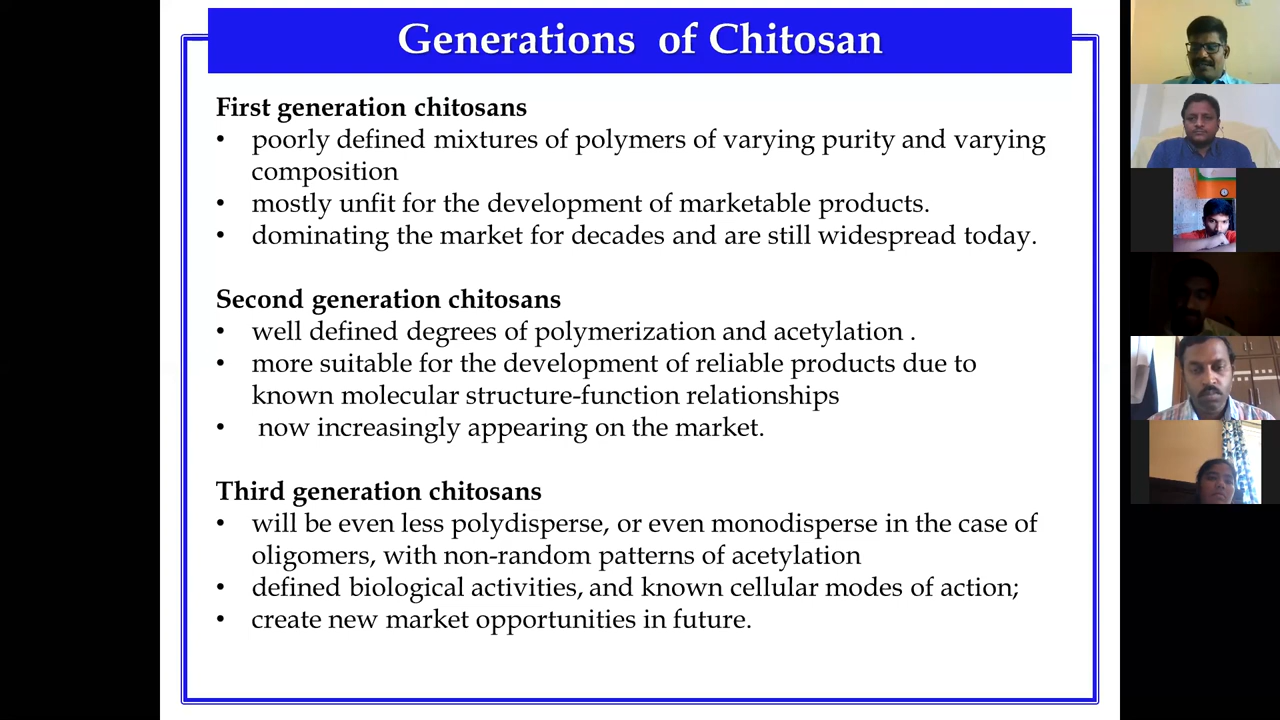 Generations of Chitosan
First generation chitosans
• poorly defined mixtures of polymers of varying purity and varying
composition
• mostly unfit for the development of marketable products.
• dominating the market for decades and are still widespread today.
Second generation chitosans
• well defined degrees of polymerization and acetylation .
• more suitable for the development of reliable products due to
known molecular structure-function relationships
• now increasingly appearing on the market.
Third generation chitosans
• will be even less polydisperse, or even monodisperse in the case of
oligomers, with non-random patterns of acetylation
• defined biological activities, and known cellular modes of action;
• create new market opportunities in future.